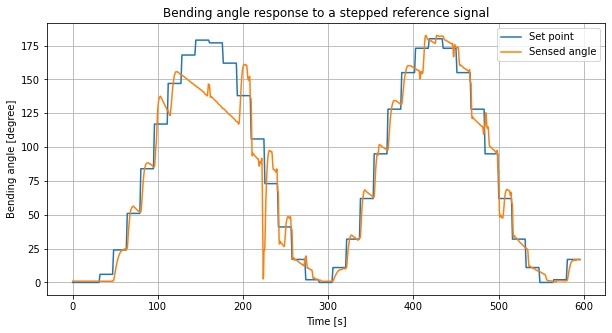 Bending angle response to a stepped reference signal
Set point
Sensed angle
Bending angle [degree]
175
150
125
100
75
50
25
0
0 100 200 300 400 500 600
Time [s]